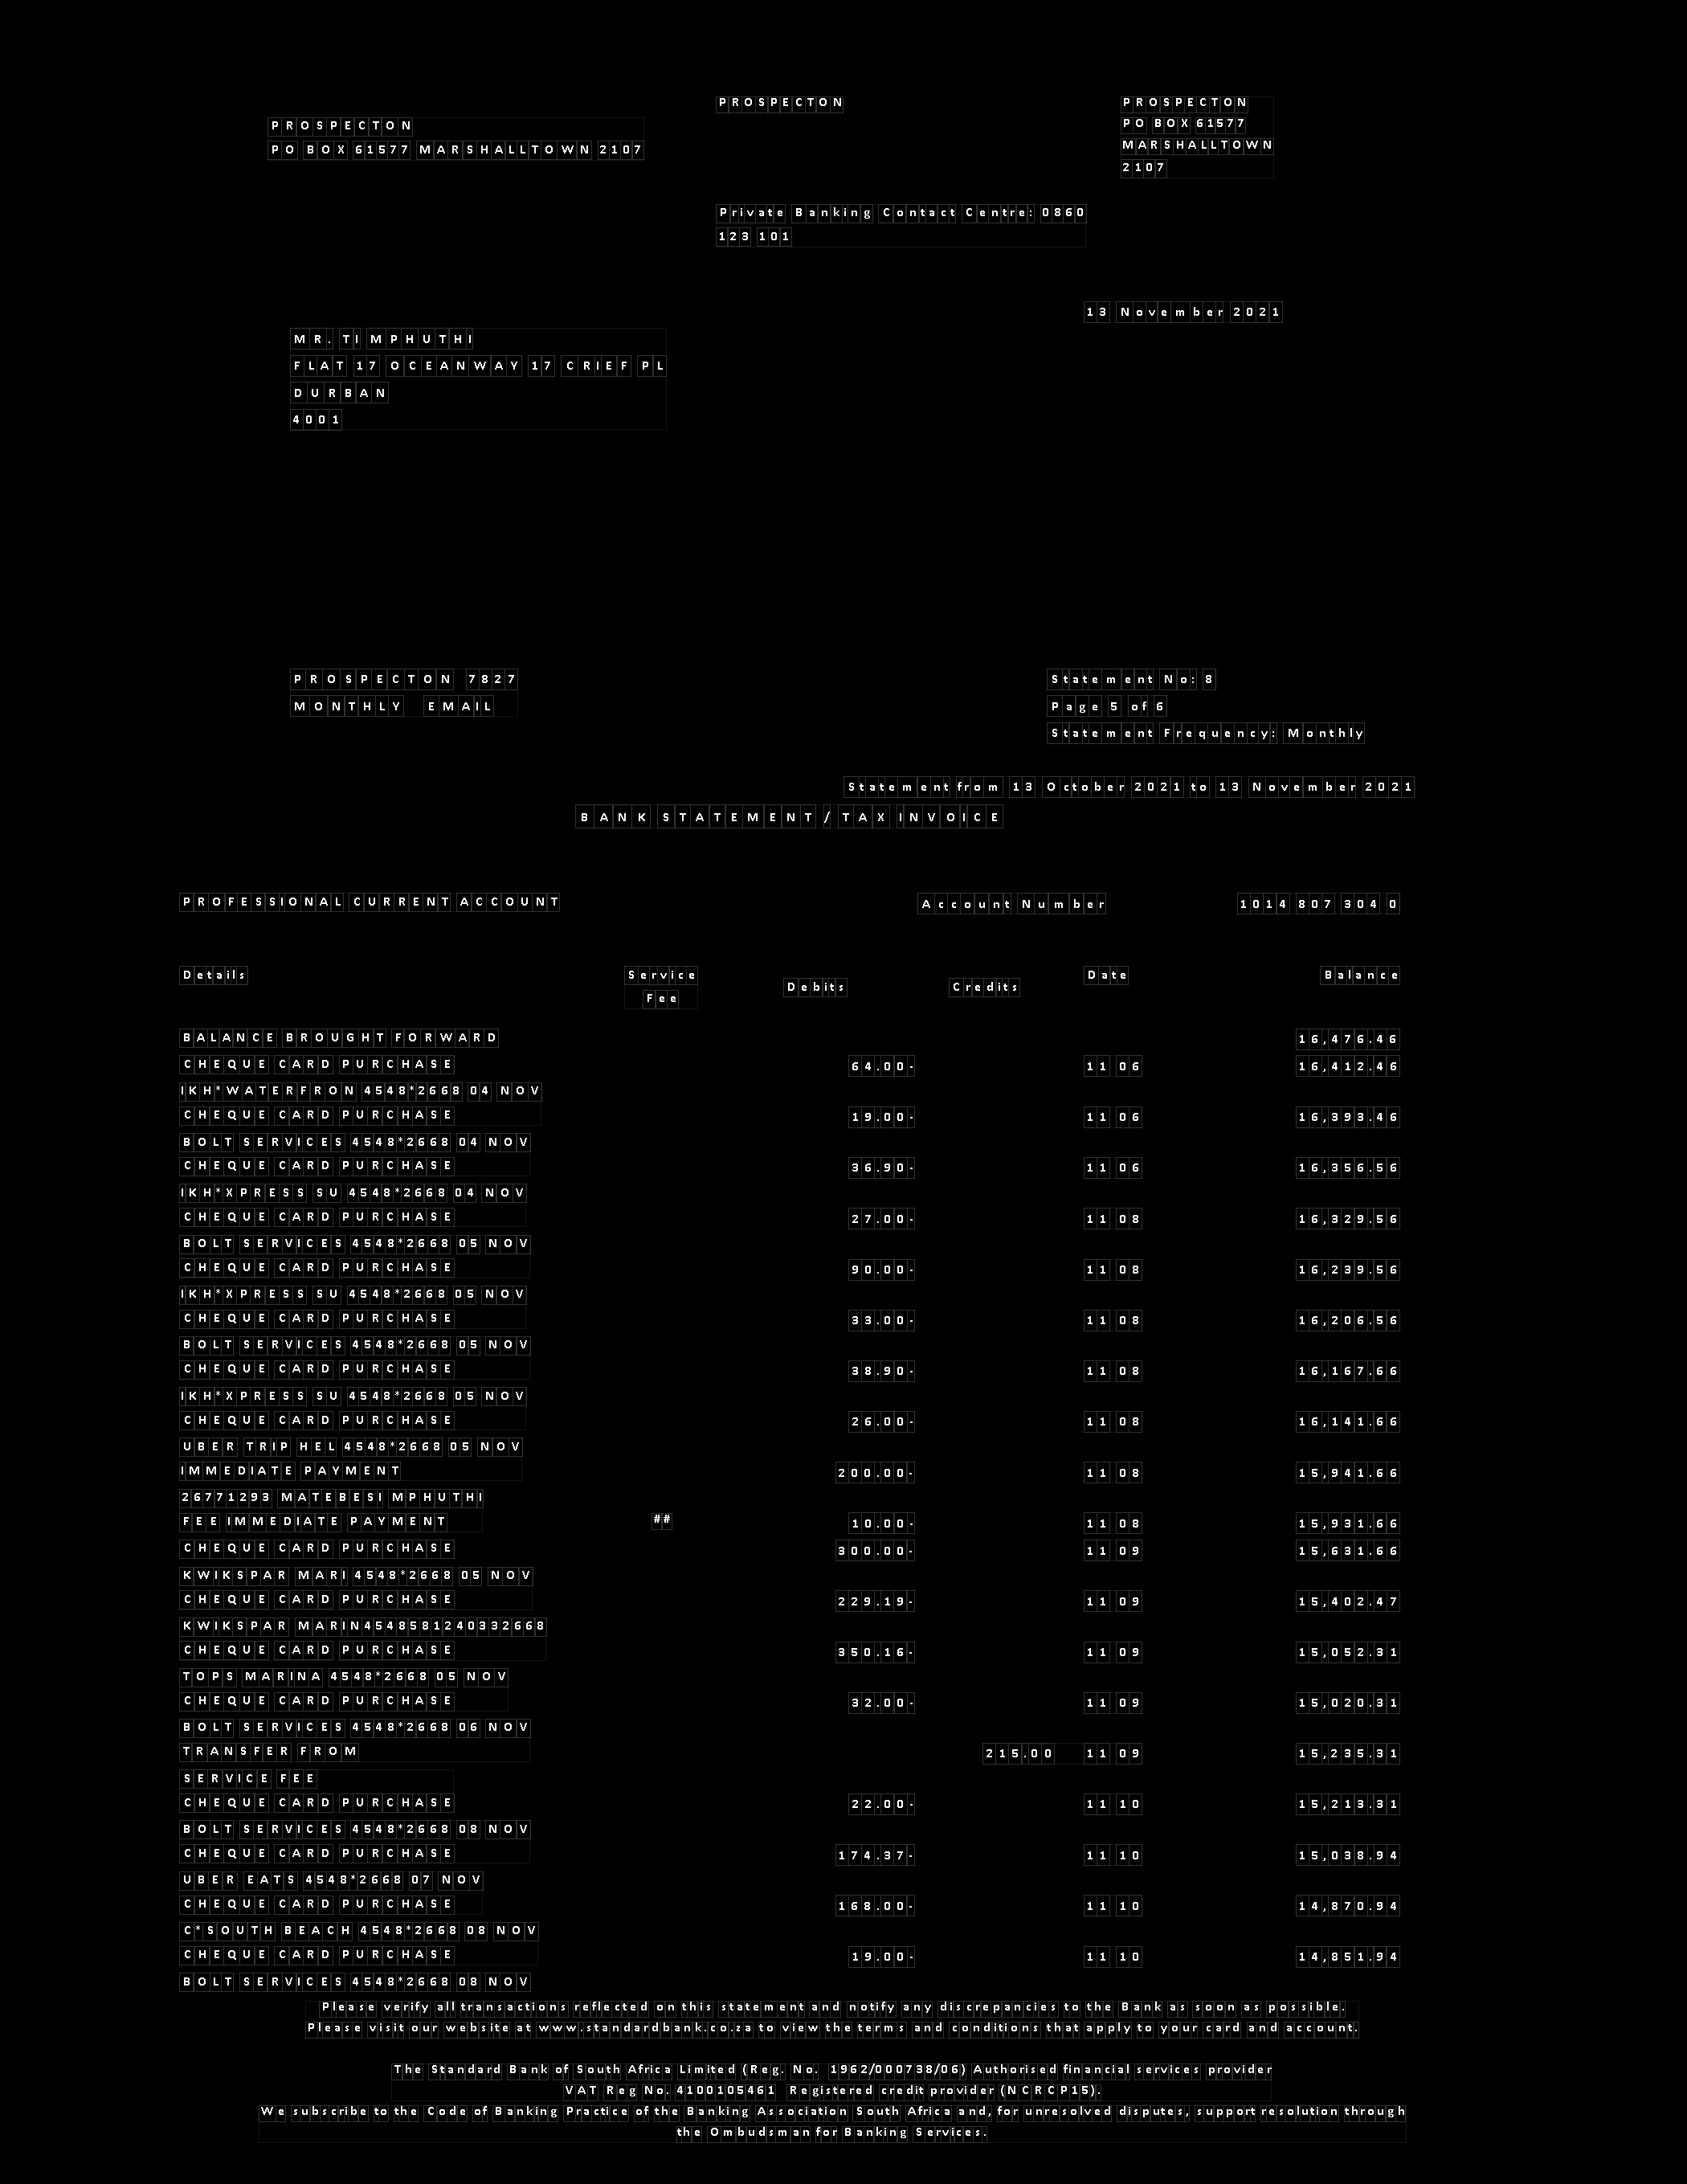 PROSPECTON
PO BOX 61577 MARSHALLTOWN 2107
PROSPECTON
PROSPECTON
PO BOX 61577
MARSHALLTOWN
2107
Private Banking Contact Centre: 0860
123 101
13 November 2021
MR. TI MPHUTHI
FLAT 17 OCEANWAY 17 CRIEF PL
DURBAN
4001
PROSPECTON 7827
MONTHLY EMAIL
Statement No: 8
Page 5 of 6
Statement Frequency: Monthly
Statement from 13 October 2021 to 13 November 2021
BANK STATEMENT / TAX INVOICE
PROFESSIONAL CURRENT ACCOUNT Account Number 1014 807 304 0
Details Service Fee Debits Credits Date Balance
BALANCE BROUGHT FORWARD 16,476.46
CHEQUE CARD PURCHASE 64.00- 11 06 16,412.46
IKH*WATERFRON 4548*2668 04 NOV
CHEQUE CARD PURCHASE 19.00- 11 06 16,393.46
BOLT SERVICES 4548*2668 04 NOV
CHEQUE CARD PURCHASE 36.90- 11 06 16,356.56
IKH*XPRESS SU 4548*2668 04 NOV
CHEQUE CARD PURCHASE 27.00- 11 08 16,329.56
BOLT SERVICES 4548*2668 05 NOV
CHEQUE CARD PURCHASE 90.00- 11 08 16,239.56
IKH*XPRESS SU 4548*2668 05 NOV
CHEQUE CARD PURCHASE 33.00- 11 08 16,206.56
BOLT SERVICES 4548*2668 05 NOV
CHEQUE CARD PURCHASE 38.90- 11 08 16,167.66
IKH*XPRESS SU 4548*2668 05 NOV
CHEQUE CARD PURCHASE 26.00- 11 08 16,141.66
UBER TRIP HEL 4548*2668 05 NOV
IMMEDIATE PAYMENT 200.00- 11 08 15,941.66
26771293 MATEBESI MPHUTHI
FEE IMMEDIATE PAYMENT ## 10.00- 11 08 15,931.66
CHEQUE CARD PURCHASE 300.00- 11 09 15,631.66
KWIKSPAR MARI 4548*2668 05 NOV
CHEQUE CARD PURCHASE 229.19- 11 09 15,402.47
KWIKSPAR MARIN4548581240332668
CHEQUE CARD PURCHASE 350.16- 11 09 15,052.31
TOPS MARINA 4548*2668 05 NOV
CHEQUE CARD PURCHASE 32.00- 11 09 15,020.31
BOLT SERVICES 4548*2668 06 NOV
TRANSFER FROM 215.00 11 09 15,235.31
SERVICE FEE
CHEQUE CARD PURCHASE 22.00- 11 10 15,213.31
BOLT SERVICES 4548*2668 08 NOV
CHEQUE CARD PURCHASE 174.37- 11 10 15,038.94
UBER EATS 4548*2668 07 NOV
CHEQUE CARD PURCHASE 168.00- 11 10 14,870.94
C*SOUTH BEACH 4548*2668 08 NOV
CHEQUE CARD PURCHASE 19.00- 11 10 14,851.94
BOLT SERVICES 4548*2668 08 NOV
Please verify all transactions reflected on this statement and notify any discrepancies to the Bank as soon as possible.
Please visit our website at www.standardbank.co.za to view the terms and conditions that apply to your card and account.
The Standard Bank of South Africa Limited (Reg. No. 1962/000738/06) Authorised financial services provider
VAT Reg No. 4100105461 Registered credit provider (NCRCP15).
We subscribe to the Code of Banking Practice of the Banking Association South Africa and, for unresolved disputes, support resolution through
the Ombudsman for Banking Services.